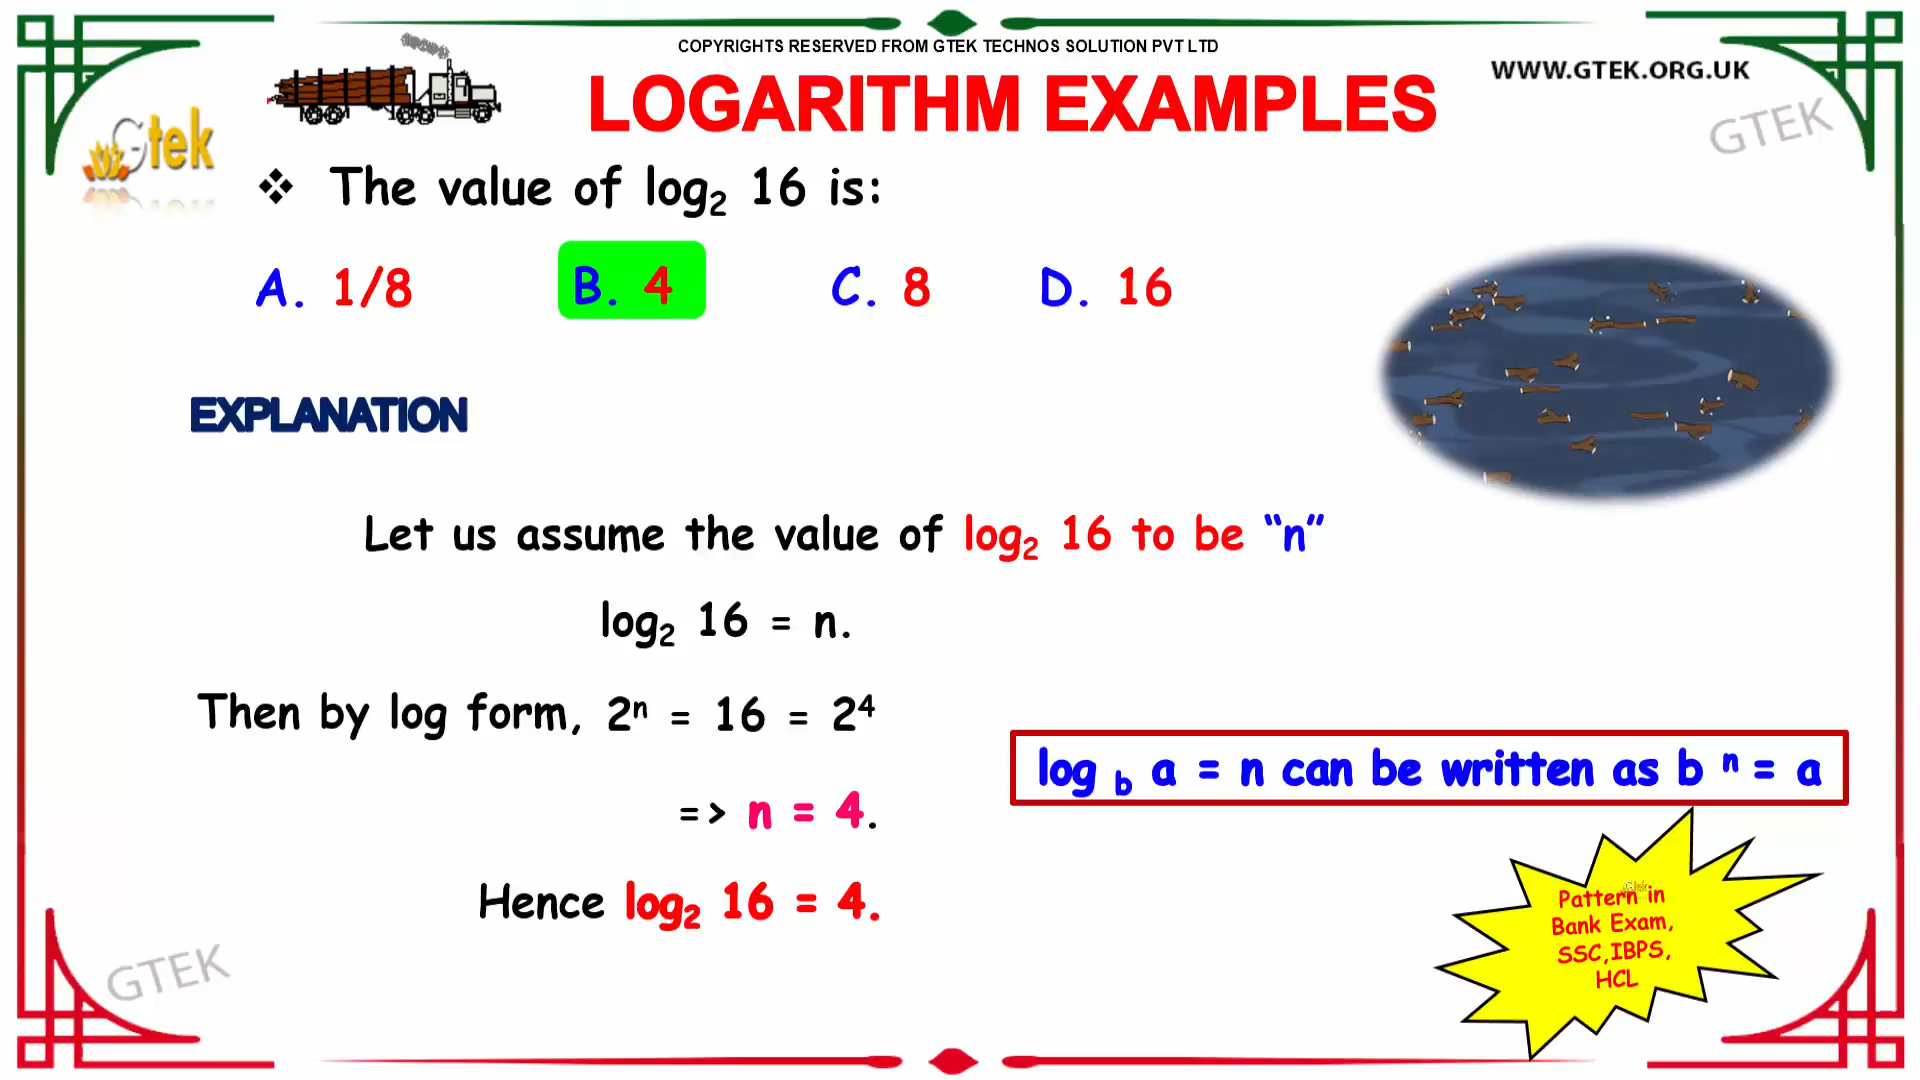 COPYRIGHTS RESERVED FROM GTEK TECHNOS SOLUTION PVT LTD
WWW.GTEK.ORG.UK
LOGARITHM EXAMPLES
GTEK
Gtek
❖ The value of log₂ 16 is:
A. 1/8 B. 4 C. 8 D. 16
EXPLANATION
Let us assume the value of log₂ 16 to be “n”
log₂ 16 = n.
Then by log form, 2ⁿ = 16 = 2⁴
log b a = n can be written as b ⁿ = a
=> n = 4.
Hence log₂ 16 = 4.
Pattern in
Bank Exam,
SSC,IBPS,
HCL
GTEK